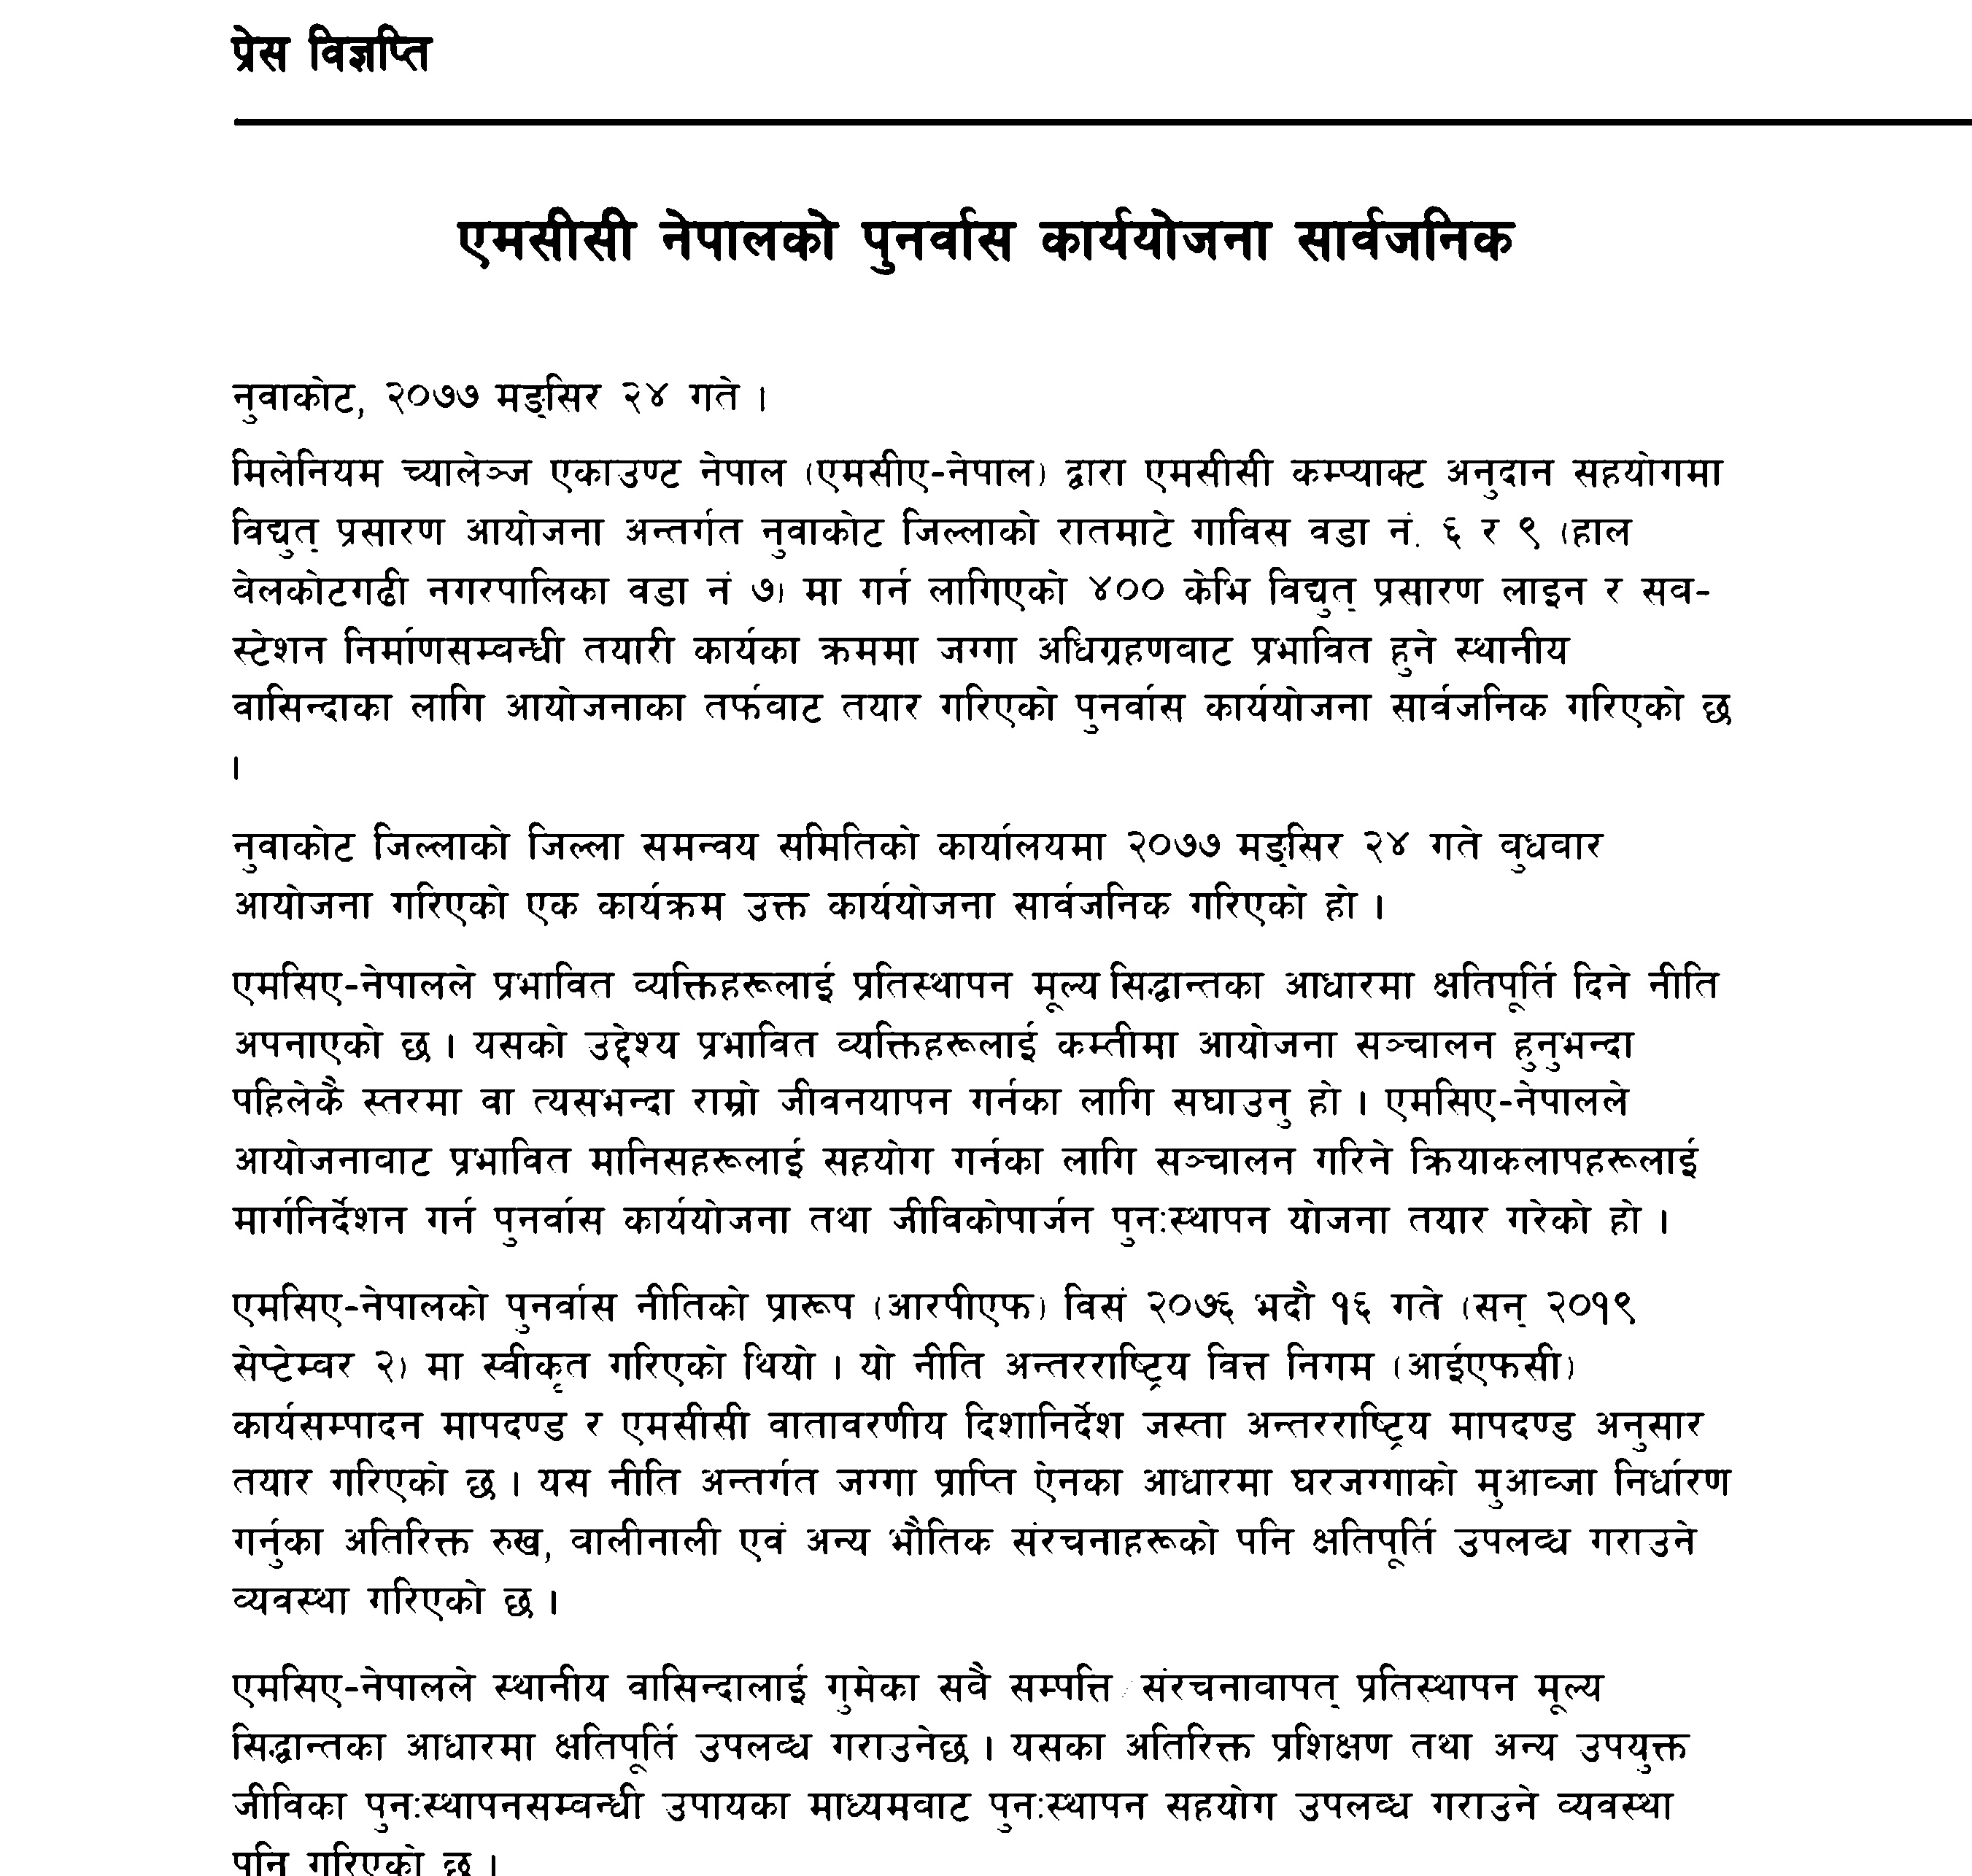 प्रेस विज्ञप्ति
एमसीसी नेपालको पुनर्वास कार्ययोजना सार्वजनिक
नुवाकोट, २०७७ मङ्सिर २४ गते ।
मिलेनियम च्यालेञ्ज एकाउण्ट नेपाल (एमसीए-नेपाल) द्वारा एमसीसी कम्प्याक्ट अनुदान सहयोगमा
विद्युत् प्रसारण आयोजना अन्तर्गत नुवाकोट जिल्लाको रातमाटे गाविस वडा नं. ६ र ९ (हाल
वेलकोटगढी नगरपालिका वडा नं ७) मा गर्न लागिएको ४०० केभि विद्युत् प्रसारण लाइन र सव-
स्टेशन निर्माणसम्वन्धी तयारी कार्यका क्रममा जग्गा अधिग्रहणवाट प्रभावित हुने स्थानीय
वासिन्दाका लागि आयोजनाका तर्फवाट तयार गरिएको पुनर्वास कार्ययोजना सार्वजनिक गरिएको छ
।
नुवाकोट जिल्लाको जिल्ला समन्वय समितिको कार्यालयमा २०७७ मङ्सिर २४ गते वुधवार
आयोजना गरिएको एक कार्यक्रम उक्त कार्ययोजना सार्वजनिक गरिएको हो ।
एमसिए-नेपालले प्रभावित व्यक्तिहरूलाई प्रतिस्थापन मूल्य सिद्धान्तका आधारमा क्षतिपूर्ति दिने नीति
अपनाएको छ । यसको उद्देश्य प्रभावित व्यक्तिहरूलाई कम्तीमा आयोजना सञ्चालन हुनुभन्दा
पहिलेकै स्तरमा वा त्यसभन्दा राम्रो जीवनयापन गर्नका लागि सघाउनु हो । एमसिए-नेपालले
आयोजनावाट प्रभावित मानिसहरूलाई सहयोग गर्नका लागि सञ्चालन गरिने क्रियाकलापहरूलाई
मार्गनिर्देशन गर्न पुनर्वास कार्ययोजना तथा जीविकोपार्जन पुनःस्थापन योजना तयार गरेको हो ।
एमसिए-नेपालको पुनर्वास नीतिको प्रारूप (आरपीएफ) विसं २०७६ भदौ १६ गते (सन् २०१९
सेप्टेम्वर २) मा स्वीकृत गरिएको थियो । यो नीति अन्तरराष्ट्रिय वित्त निगम (आईएफसी)
कार्यसम्पादन मापदण्ड र एमसीसी वातावरणीय दिशानिर्देश जस्ता अन्तरराष्ट्रिय मापदण्ड अनुसार
तयार गरिएको छ । यस नीति अन्तर्गत जग्गा प्राप्ति ऐनका आधारमा घरजग्गाको मुआव्जा निर्धारण
गर्नुका अतिरिक्त रुख, वालीनाली एवं अन्य भौतिक संरचनाहरूको पनि क्षतिपूर्ति उपलव्ध गराउने
व्यवस्था गरिएको छ ।
एमसिए-नेपालले स्थानीय वासिन्दालाई गुमेका सवै सम्पत्ति संरचनावापत् प्रतिस्थापन मूल्य
सिद्धान्तका आधारमा क्षतिपूर्ति उपलव्ध गराउनेछ । यसका अतिरिक्त प्रशिक्षण तथा अन्य उपयुक्त
जीविका पुनःस्थापनसम्वन्धी उपायका माध्यमवाट पुनःस्थापन सहयोग उपलव्ध गराउने व्यवस्था
पनि गरिएको छ ।